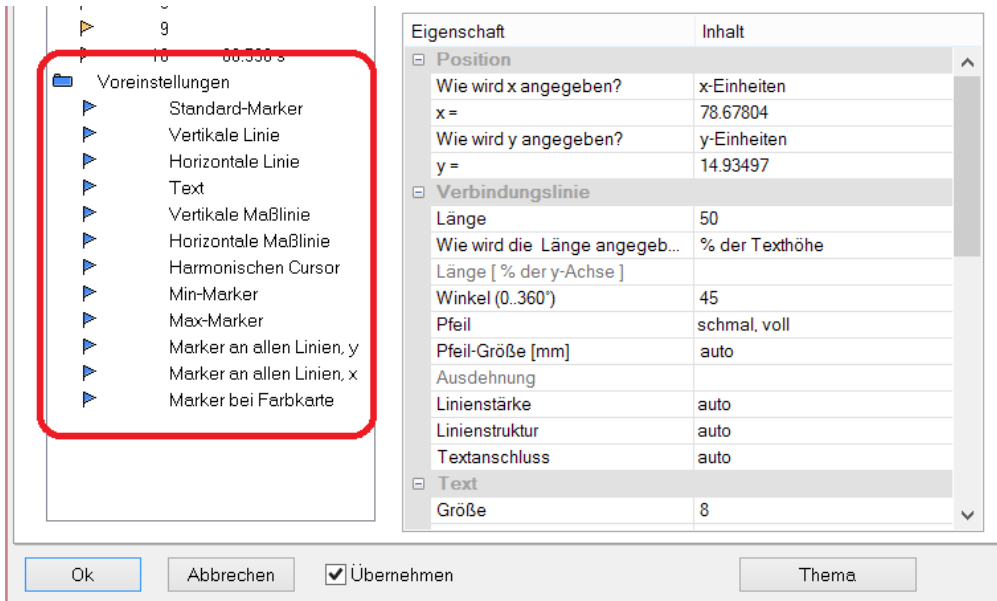 9
Voreinstellungen
Standard-Marker
Vertikale Linie
Horizontale Linie
Text
Vertikale Maßlinie
Horizontale Maßlinie
Harmonischen Cursor
Min-Marker
Max-Marker
Marker an allen Linien, y
Marker an allen Linien, x
Marker bei Farbkarte
Eigenschaft Inhalt
Position
Wie wird x angegeben? x-Einheiten
x = 78.67804
Wie wird y angegeben? y-Einheiten
y = 14.93497
Verbindungslinie
Länge 50
Wie wird die Länge angegeb... % der Texthöhe
Länge [ % der y-Achse ]
Winkel (0..360°) 45
Pfeil schmal, voll
Pfeil-Größe [mm] auto
Ausdehnung
Linienstärke auto
Linienstruktur auto
Textanschluss auto
Text
Größe 8
Ok Abbrechen Übernehmen Thema